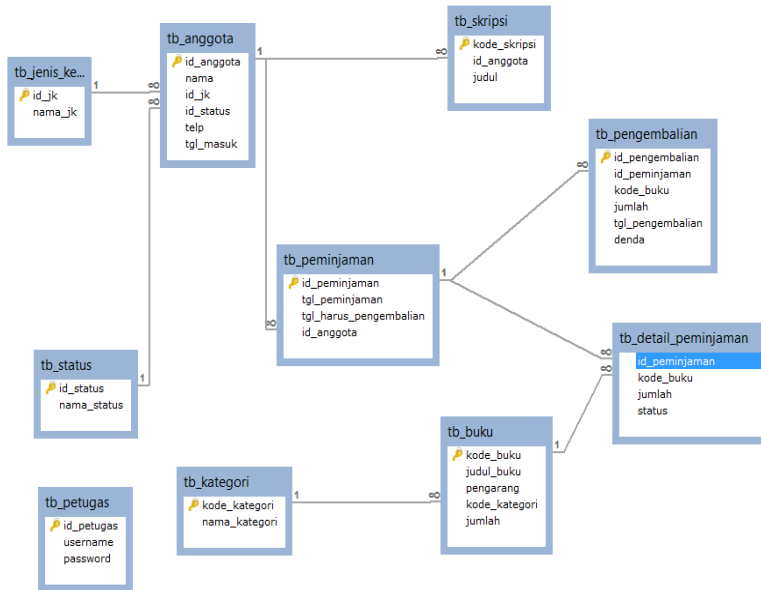 tb_jenis_ke...
id_jk
nama_jk
tb_anggota
id_anggota
nama
id_jk
id_status
telp
tgl_masuk
tb_skripsi
kode_skripsi
id_anggota
judul
tb_pengembalian
id_pengembalian
id_peminjaman
kode_buku
jumlah
tgl_pengembalian
denda
tb_peminjaman
id_peminjaman
tgl_peminjaman
tgl_harus_pengembalian
id_anggota
tb_detail_peminjaman
id_peminjaman
kode_buku
jumlah
status
tb_status
id_status
nama_status
tb_buku
kode_buku
judul_buku
pengarang
kode_kategori
jumlah
tb_kategori
kode_kategori
nama_kategori
tb_petugas
id_petugas
username
password
1
∞
1
∞
1
∞
∞
1
∞
∞
1
∞
1
∞